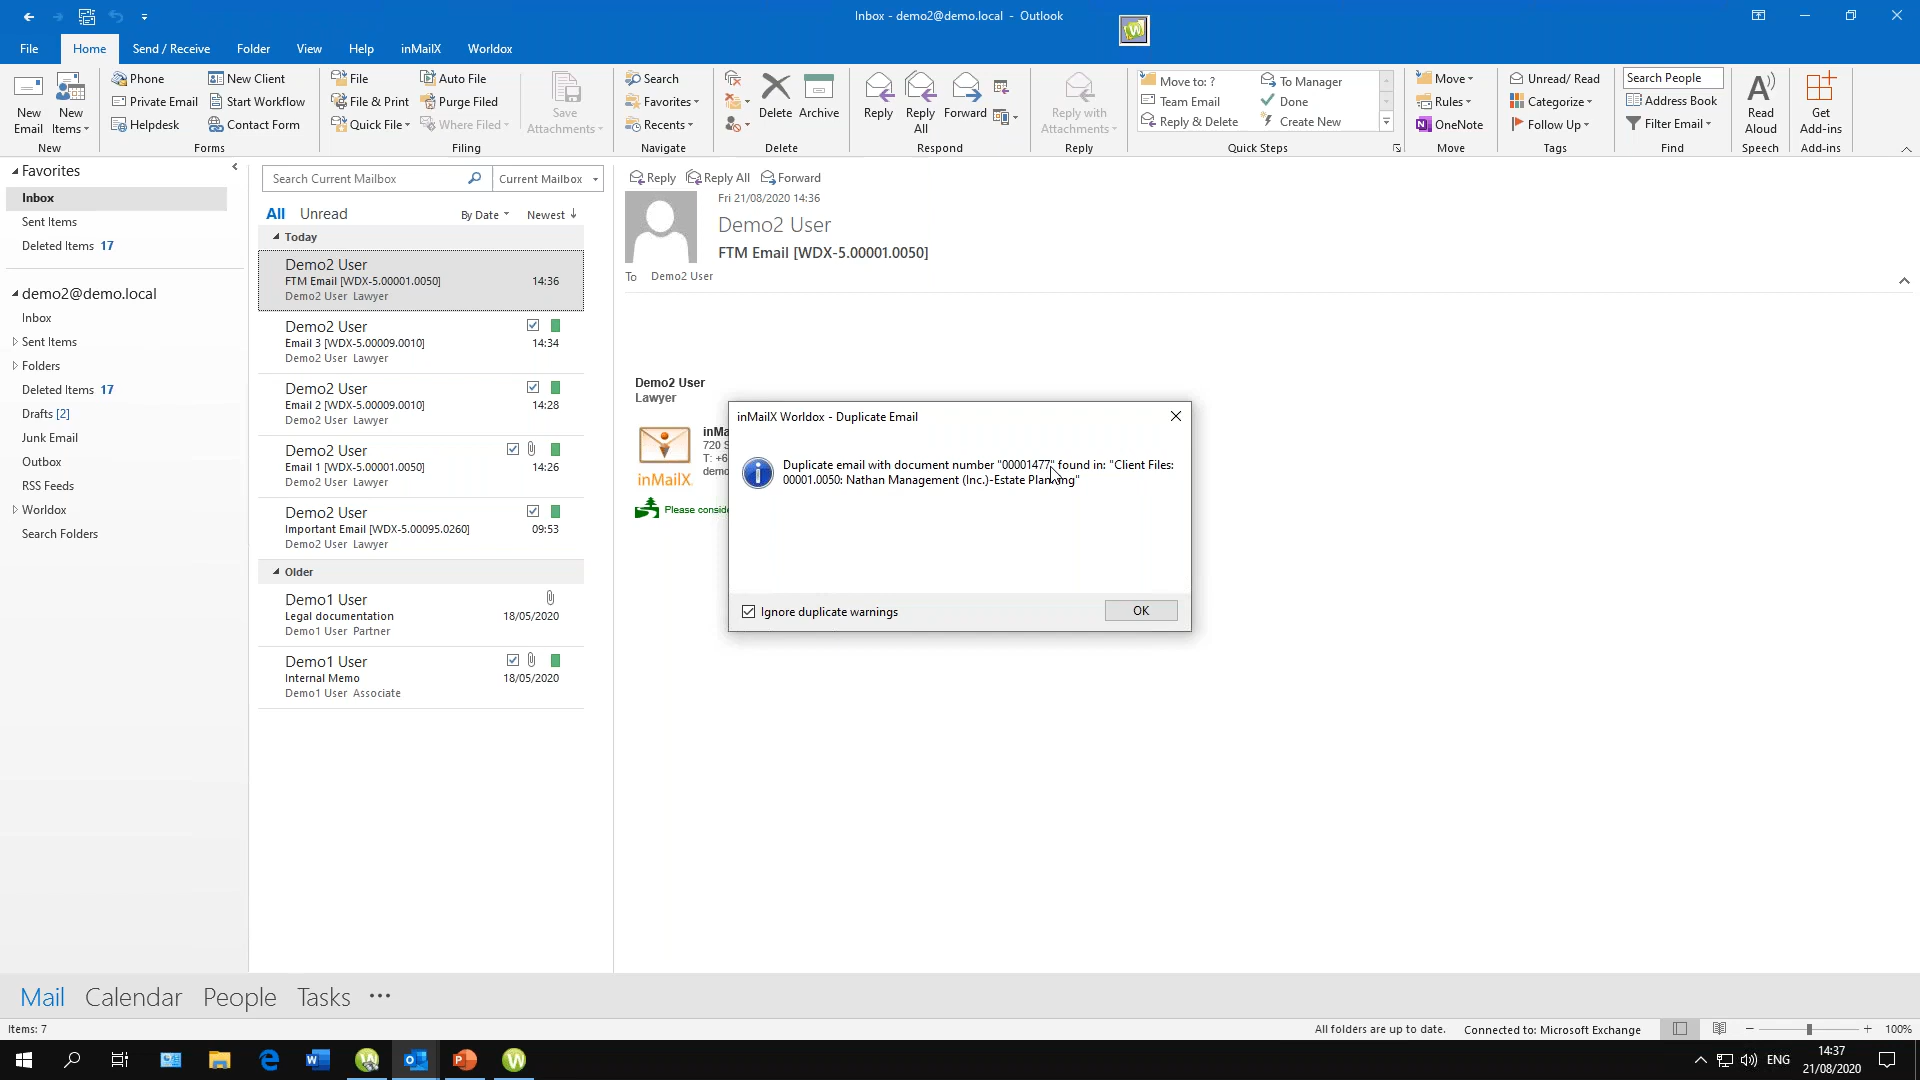 Inbox - demo2@demo.local - Outlook
File Home Send / Receive Folder View Help inMailX Worldox
New Email
New Items
New
Phone
Private Email
Helpdesk
New Client
Start Workflow
Contact Form
Forms
File
File & Print
Quick File
Auto File
Purge Filed
Where Filed
Save Attachments
Filing
Search
Favorites
Recents
Navigate
Delete
Archive
Delete
Reply
Reply All
Forward
Respond
Reply with Attachments
Reply
Move to: ?
Team Email
Reply & Delete
To Manager
Done
Create New
Quick Steps
Move
Rules
OneNote
Move
Unread/ Read
Categorize
Follow Up
Tags
Search People
Address Book
Filter Email
Find
Read Aloud
Speech
Get Add-ins
Add-ins
Favorites
Inbox
Sent Items
Deleted Items 17
demo2@demo.local
Inbox
Sent Items
Folders
Deleted Items 17
Drafts [2]
Junk Email
Outbox
RSS Feeds
Worldox
Search Folders
Search Current Mailbox
Current Mailbox
All Unread
By Date Newest
Today
Demo2 User
FTM Email [WDX-5.00001.0050] 14:36
Demo2 User Lawyer
Demo2 User
Email 3 [WDX-5.00009.0010] 14:34
Demo2 User Lawyer
Demo2 User
Email 2 [WDX-5.00009.0010] 14:28
Demo2 User Lawyer
Demo2 User
Email 1 [WDX-5.00001.0050] 14:26
Demo2 User Lawyer
Demo2 User
Important Email [WDX-5.00095.0260] 09:53
Demo2 User Lawyer
Older
Demo1 User
Legal documentation 18/05/2020
Demo1 User Partner
Demo1 User
Internal Memo 18/05/2020
Demo1 User Associate
Reply Reply All Forward
Fri 21/08/2020 14:36
Demo2 User
FTM Email [WDX-5.00001.0050]
To Demo2 User
Demo2 User
Lawyer
inMa
720 S
T: +6
demo
inMailX
Please conside
inMailX Worldox - Duplicate Email
Duplicate email with document number "00001477" found in: "Client Files:
00001.0050: Nathan Management (Inc.)-Estate Planning"
Ignore duplicate warnings
OK
Mail Calendar People Tasks ...
Items: 7
All folders are up to date. Connected to: Microsoft Exchange
100%
ENG
14:37
21/08/2020